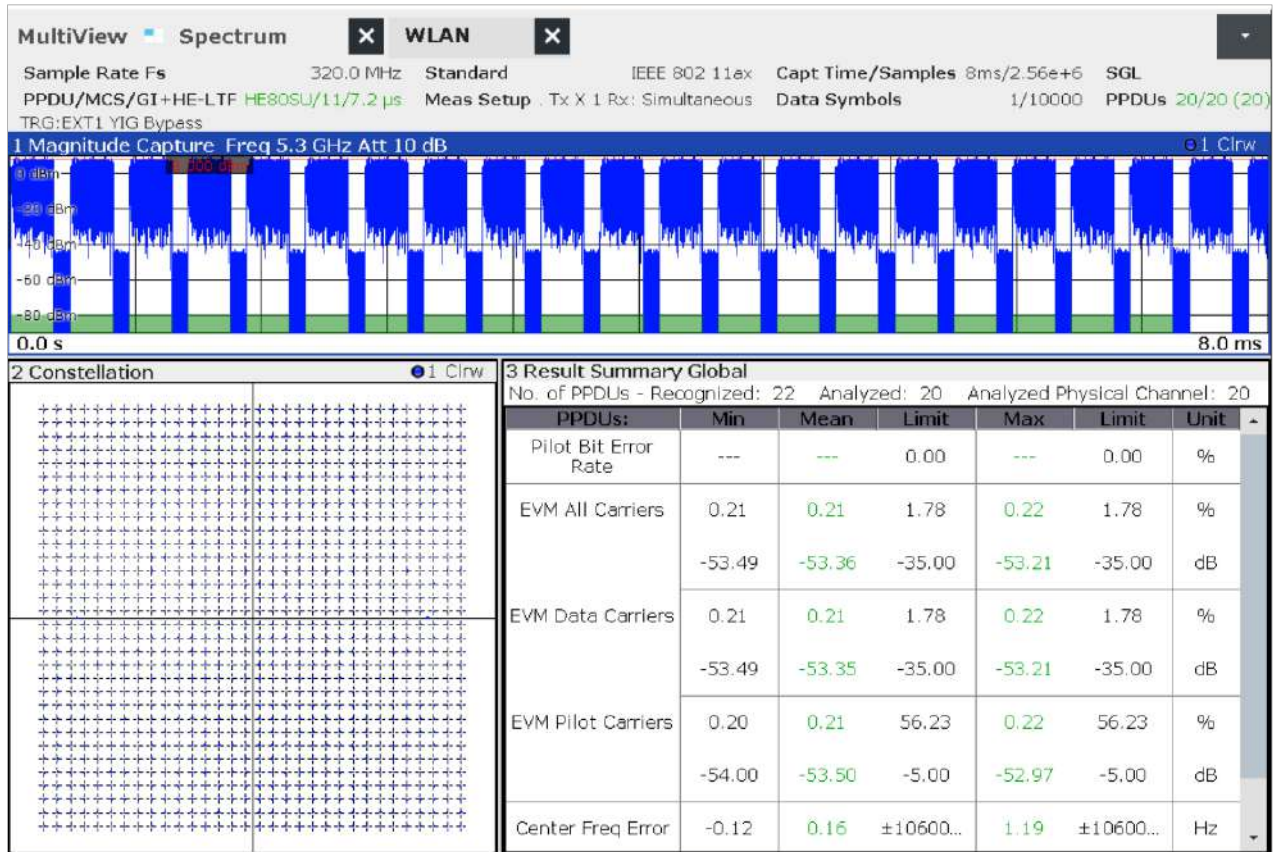 MultiView Spectrum X WLAN X
Sample Rate Fs 320.0 MHz Standard IEEE 802 11ax Capt Time/Samples 8ms/2.56e+6 SGL
PPDU/MCS/GI+HE-LTF HE80SU/11/7.2 µs Meas Setup . Tx X 1 Rx: Simultaneous Data Symbols 1/10000 PPDUs 20/20 (20)
TRG:EXT1 YIG Bypass
1 Magnitude Capture Freq 5.3 GHz Att 10 dB 1 Clrw
0 dBm
-20 dBm
-40 dBm
-60 dBm
-80 dBm
0.0 s 8.0 ms
2 Constellation 1 Clrw
3 Result Summary Global
No. of PPDUs - Recognized: 22 Analyzed: 20 Analyzed Physical Channel: 20
PPDUs: Min Mean Limit Max Limit Unit
Pilot Bit Error
Rate --- --- 0.00 --- 0.00 %
EVM All Carriers 0.21 0.21 1.78 0.22 1.78 %
-53.49 -53.36 -35.00 -53.21 -35.00 dB
EVM Data Carriers 0.21 0.21 1.78 0.22 1.78 %
-53.49 -53.35 -35.00 -53.21 -35.00 dB
EVM Pilot Carriers 0.20 0.21 56.23 0.22 56.23 %
-54.00 -53.50 -5.00 -52.97 -5.00 dB
Center Freq Error -0.12 0.16 ±10600... 1.19 ±10600... Hz